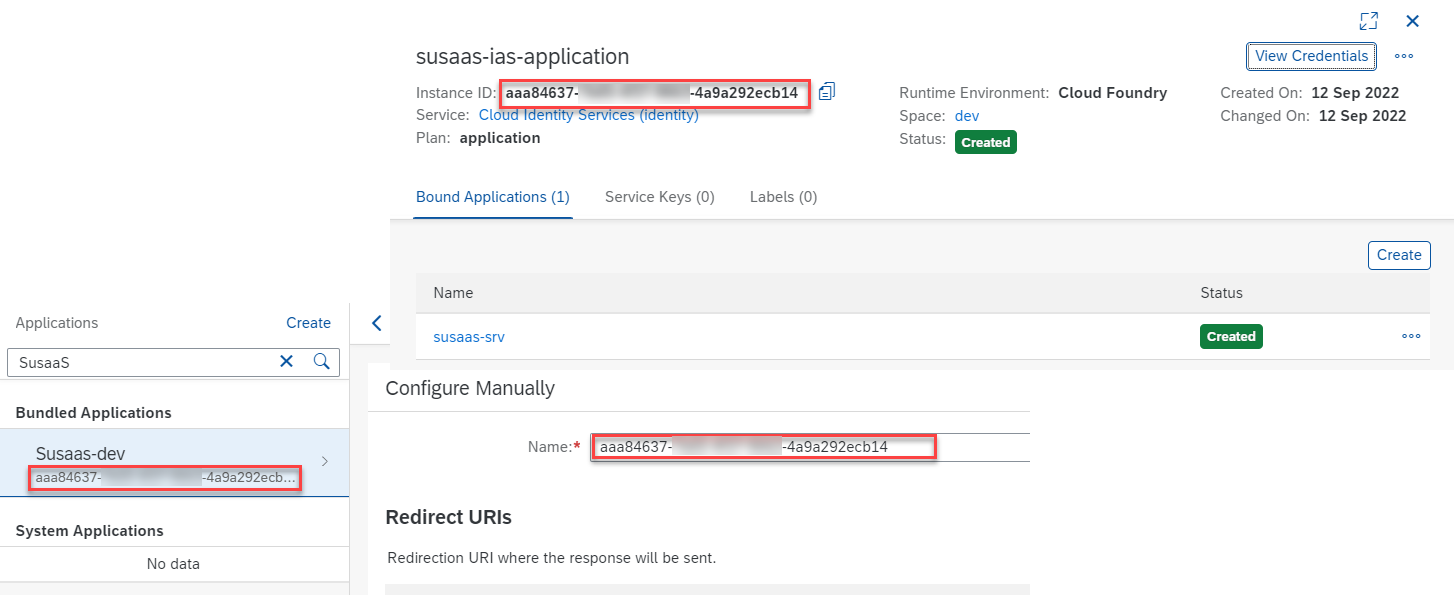 susaas-ias-application
View Credentials
Instance ID: aaa84637- -4a9a292ecb14
Service: Cloud Identity Services (identity)
Plan: application
Runtime Environment: Cloud Foundry
Space: dev
Status: Created
Created On: 12 Sep 2022
Changed On: 12 Sep 2022
Bound Applications (1) Service Keys (0) Labels (0)
Create
Name Status
susaas-srv Created
Applications Create
SusaaS
Bundled Applications
Susaas-dev
aaa84637- -4a9a292ecb...
System Applications
No data
Configure Manually
Name:* aaa84637- -4a9a292ecb14
Redirect URIs
Redirection URI where the response will be sent.